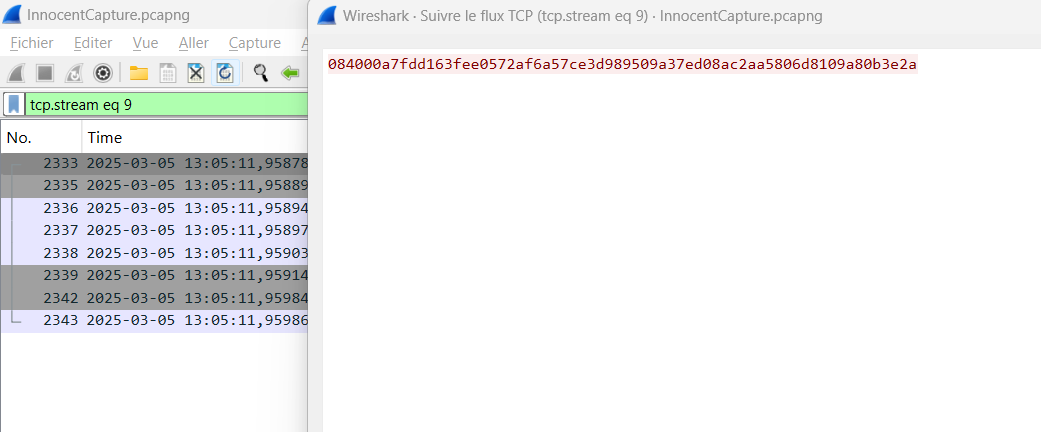 InnocentCapture.pcapng
Fichier Editer Vue Aller Capture
tcp.stream eq 9
No. Time
2333 2025-03-05 13:05:11,95878
2335 2025-03-05 13:05:11,95889
2336 2025-03-05 13:05:11,95894
2337 2025-03-05 13:05:11,95897
2338 2025-03-05 13:05:11,95903
2339 2025-03-05 13:05:11,95914
2342 2025-03-05 13:05:11,95984
2343 2025-03-05 13:05:11,95986
Wireshark · Suivre le flux TCP (tcp.stream eq 9) · InnocentCapture.pcapng
084000a7fdd163fee0572af6a57ce3d989509a37ed08ac2aa5806d8109a80b3e2a